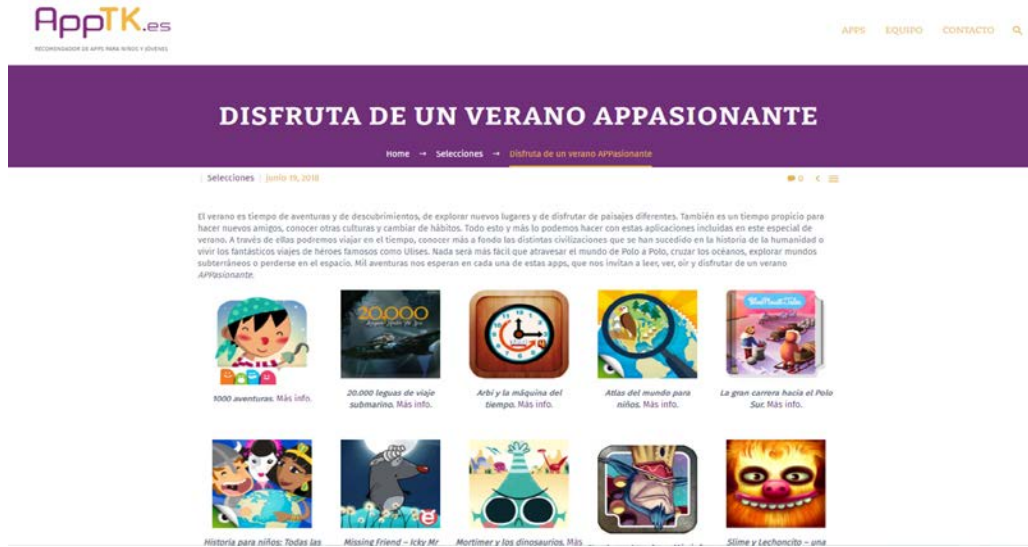 AppTK.es
RECOMENDADOR DE APPS PARA NIÑOS Y JÓVENES
APPS EQUIPO CONTACTO
DISFRUTA DE UN VERANO APPASIONANTE
Home → Selecciones → Disfruta de un verano APPasionante
| Selecciones | junio 19, 2018
0
El verano es tiempo de aventuras y de descubrimientos, de explorar nuevos lugares y de disfrutar de paisajes diferentes. También es un tiempo propicio para
hacer nuevos amigos, conocer otras culturas y cambiar de hábitos. Todo esto y más lo podemos hacer con estas aplicaciones incluidas en este especial de
verano. A través de ellas podremos viajar en el tiempo, conocer más a fondo las distintas civilizaciones que se han sucedido en la historia de la humanidad o
vivir los fantásticos viajes de héroes famosos como Ulises. Nada será más fácil que atravesar el mundo de Polo a Polo, cruzar los océanos, explorar mundos
subterráneos o perderse en el espacio. Mil aventuras nos esperan en cada una de estas apps, que nos invitan a leer, ver, oír y disfrutar de un verano
APPasionante.
20,000
1000 aventuras. Más info.
20.000 leguas de viaje
submarino. Más info.
Arbi y la máquina del
tiempo. Más info.
Atlas del mundo para
niños. Más info.
La gran carrera hacia el Polo
Sur. Más info.
Historia para niños: Todas las
Missing Friend – Icky Mr
Mortimer y los dinosaurios. Más
Slime y Lechoncito – una